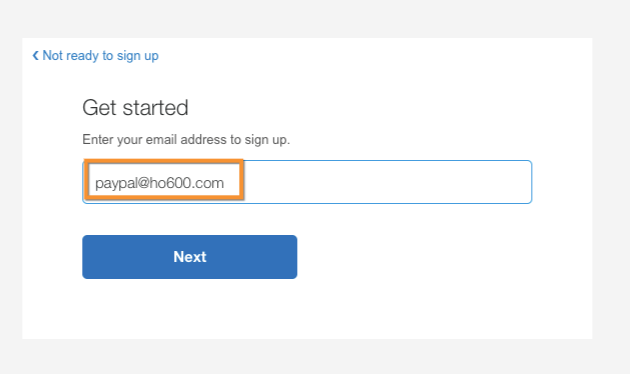 Not ready to sign up
Get started
Enter your email address to sign up.
paypal@ho600.com
Next